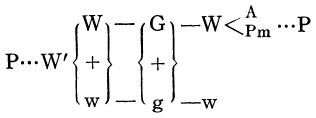 W — G —W< A
Pm ···P
P···W′ + +
w — g —w